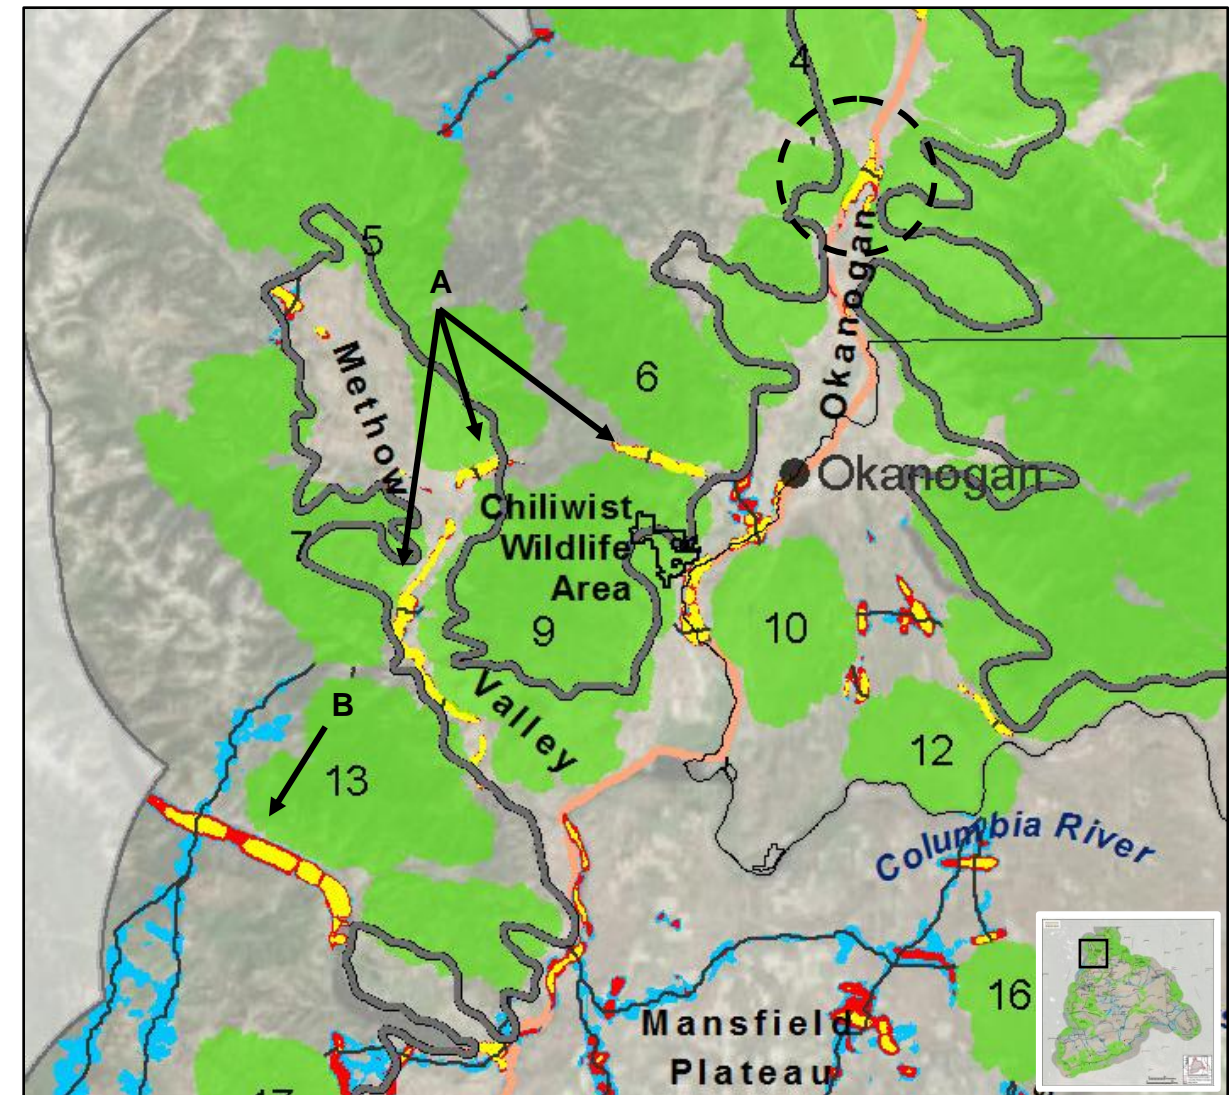 4
5
A
Methow
Okanogan
6
Okanogan
Chiliwist
Wildlife
Area
7
9
10
Valley
B
13
12
Columbia River
16
Mansfield
Plateau
17